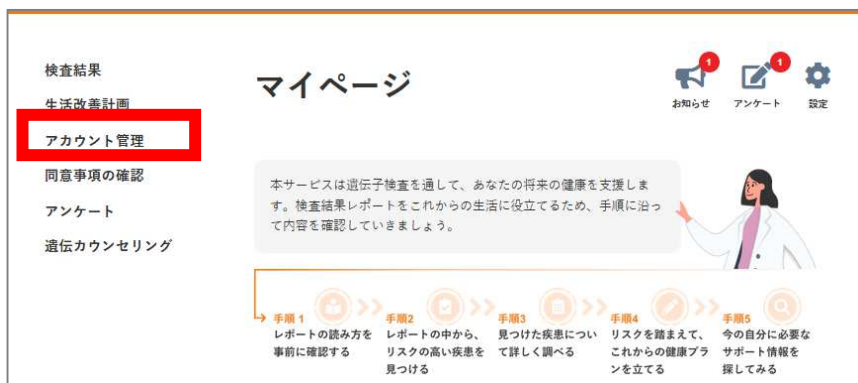 検査結果
生活改善計画
アカウント管理
同意事項の確認
アンケート
遺伝カウンセリング
マイページ
1
お知らせ
1
アンケート
設定
本サービスは遺伝子検査を通して、あなたの将来の健康を支援しま
す。検査結果レポートをこれからの生活に役立てるため、手順に沿っ
て内容を確認していきましょう。
手順 1
レポートの読み方を
事前に確認する
手順2
レポートの中から、
リスクの高い疾患を
見つける
手順3
見つけた疾患につい
て詳しく調べる
手順4
リスクを踏まえて、
これからの健康プラ
ンを立てる
手順5
今の自分に必要な
サポート情報を
探してみる